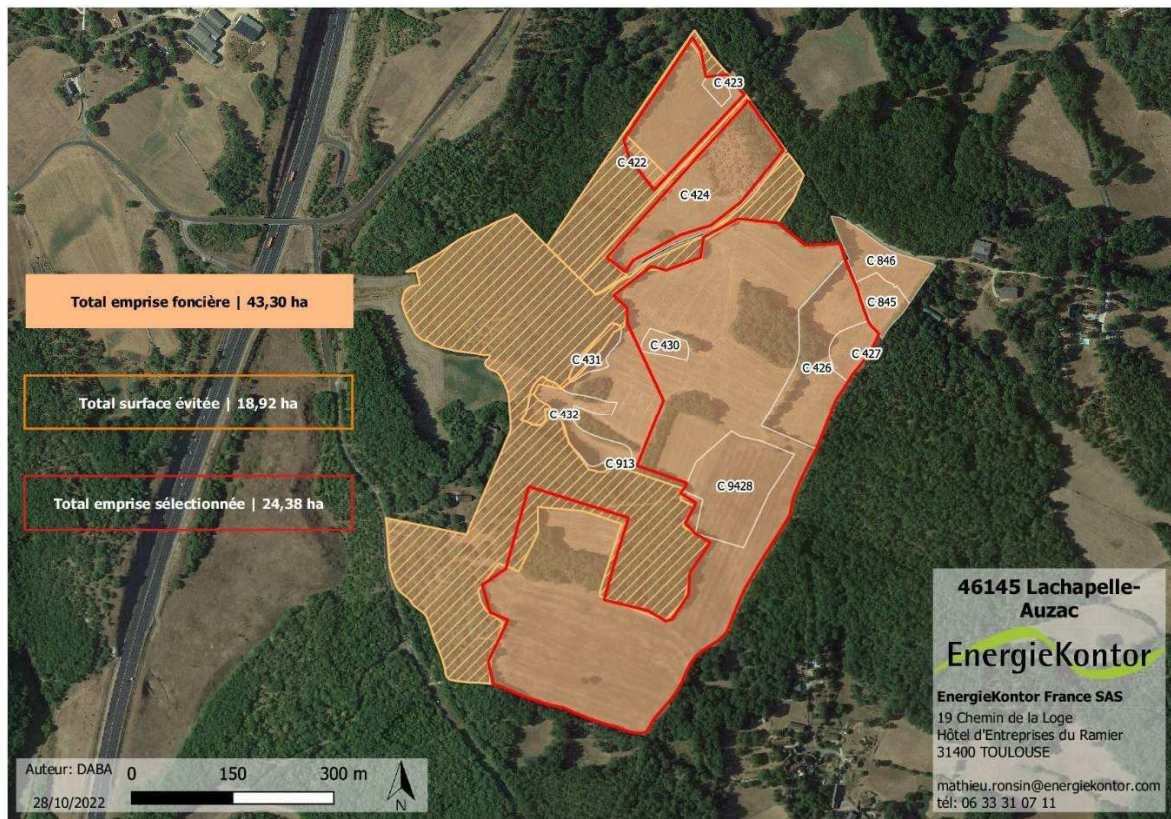 C 423
C 422
C 424
C 846
C 845
Total emprise foncière | 43,30 ha
C 430
C 427
C 431
C 426
Total surface évitée | 18,92 ha
C 432
C 913
C 9428
Total emprise sélectionnée | 24,38 ha
46145 Lachapelle-
Auzac
EnergieKontor
EnergieKontor France SAS
19 Chemin de la Loge
Hôtel d'Entreprises du Ramier
31400 TOULOUSE
mathieu.ronsin@energiekontor.com
tél: 06 33 31 07 11
Auteur: DABA
28/10/2022
0 150 300 m
N